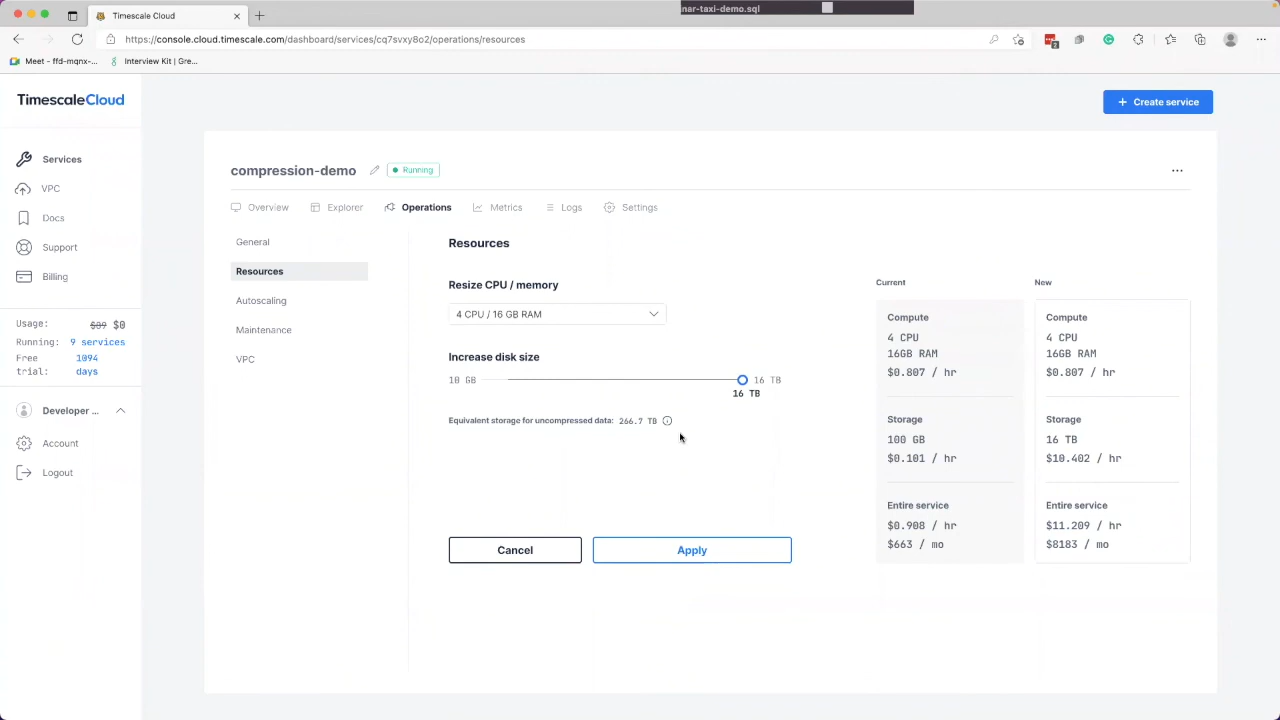 nar-taxi-demo.sql
Timescale Cloud
https://console.cloud.timescale.com/dashboard/services/cq7svxy8o2/operations/resources
2
Meet - ffd-mqnx-...
Interview Kit | Gre...
TimescaleCloud
+ Create service
Services
VPC
Docs
Support
Billing
Usage: $89 $0
Running: 9 services
Free trial: 1094 days
Developer ...
Account
Logout
compression-demo
Running
Overview
Explorer
Operations
Metrics
Logs
Settings
General
Resources
Autoscaling
Maintenance
VPC
Resources
Resize CPU / memory
4 CPU / 16 GB RAM
Increase disk size
10 GB
16 TB
16 TB
Equivalent storage for uncompressed data: 266.7 TB
Cancel
Apply
Current
Compute
4 CPU
16GB RAM
$0.807 / hr
Storage
100 GB
$0.101 / hr
Entire service
$0.908 / hr
$663 / mo
New
Compute
4 CPU
16GB RAM
$0.807 / hr
Storage
16 TB
$10.402 / hr
Entire service
$11.209 / hr
$8183 / mo